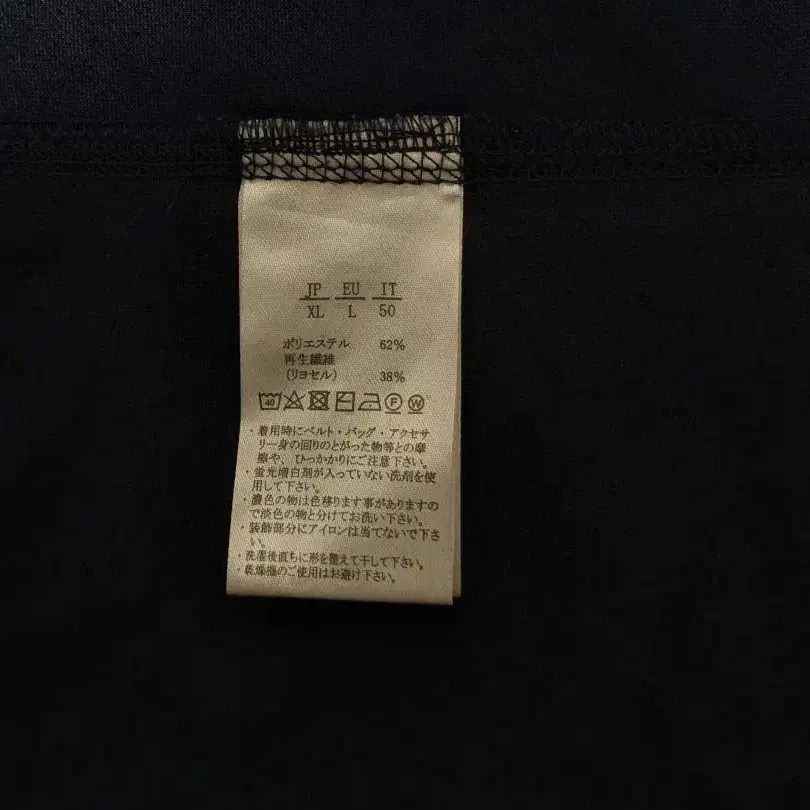 JP EU IT
XL L 50
ポリエステル 62%
再生繊維
(リヨセル) 38%
40 F W
・着用時にベルト・バッグ・アクセサ
リー身の回りのとがった物等との摩
擦や、ひっかかりにご注意下さい。
・蛍光増白剤が入っていない洗剤を使
用して下さい。
・濃色の物は色移りします事がありますの
で淡色の物と分けてお洗い下さい。
・装飾部分にアイロンは当てないで下さ
い。
・洗濯後直ちに形を整えて干して下さい。
・乾燥機のご使用はお避け下さい。